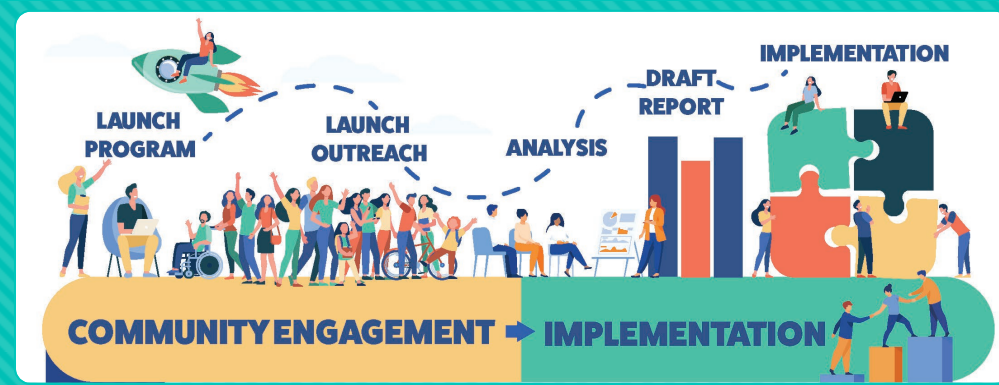 LAUNCH
PROGRAM
LAUNCH
OUTREACH
ANALYSIS
DRAFT
REPORT
IMPLEMENTATION
COMMUNITY ENGAGEMENT
IMPLEMENTATION